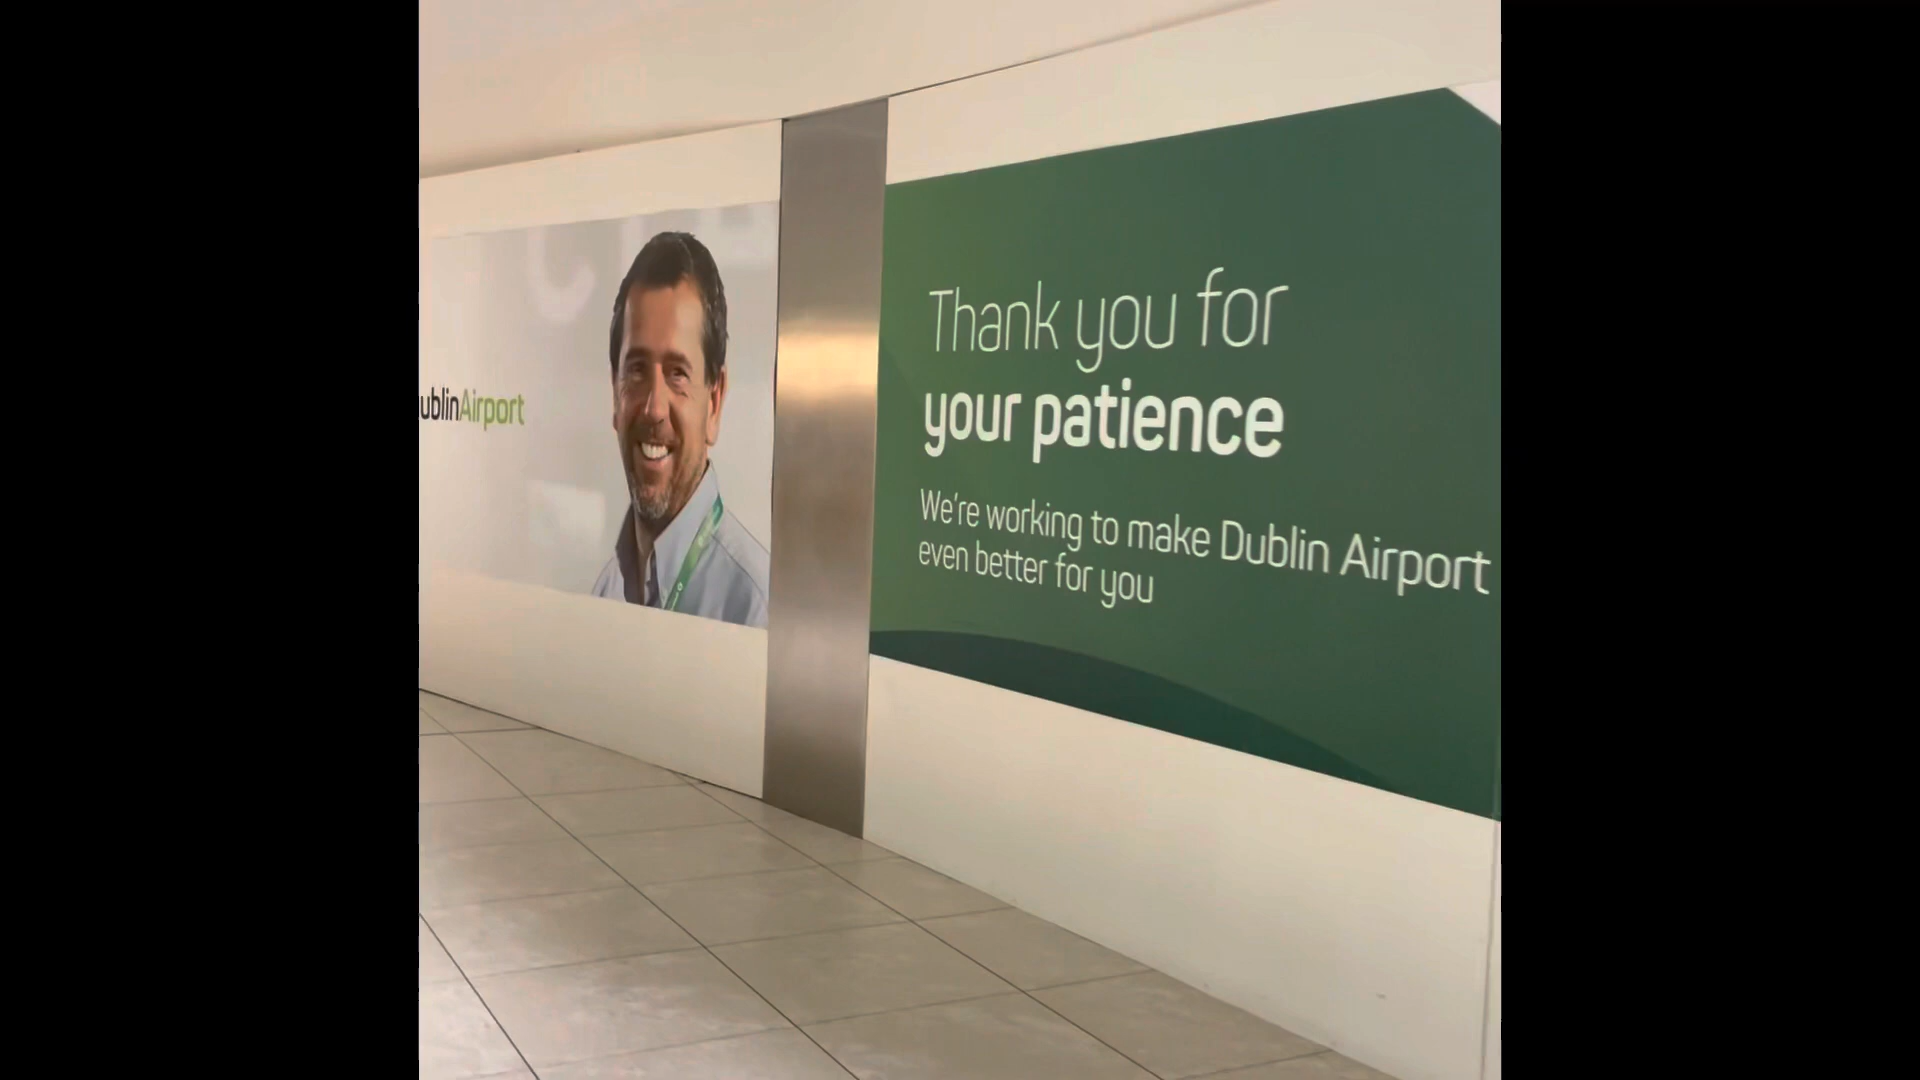 ublinAirport
Thank you for
your patience
We're working to make Dublin Airport
even better for you